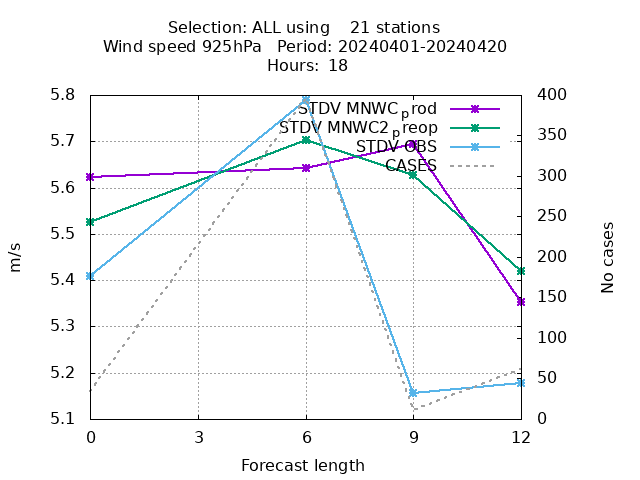 Selection: ALL using    21 stations
Wind speed 925hPa   Period: 20240401-20240420
Hours: 18
5.8 400
STDV MNWC_prod
STDV MNWC2_preop
5.7 350
STDV OBS
CASES
5.6 300
5.5 250
5.4 200
5.3 150
5.2 100
50
5.1 0
m/s
No cases
0 3 6 9 12
Forecast length